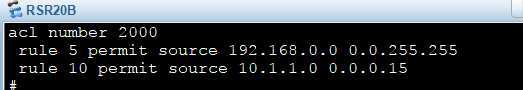 RSR20B
acl number 2000
 rule 5 permit source 192.168.0.0 0.0.255.255
 rule 10 permit source 10.1.1.0 0.0.0.15
#